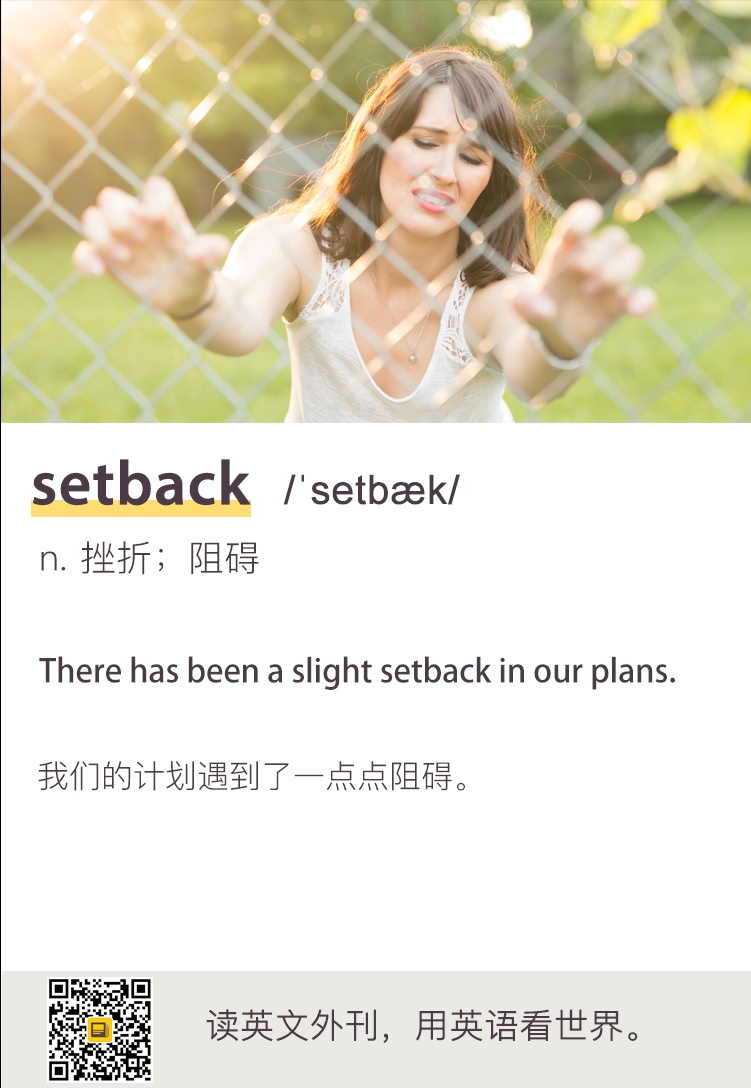 setback /ˈsetbæk/
n. 挫折；阻碍
There has been a slight setback in our plans.
我们的计划遇到了一点点阻碍。
读英文外刊，用英语看世界。